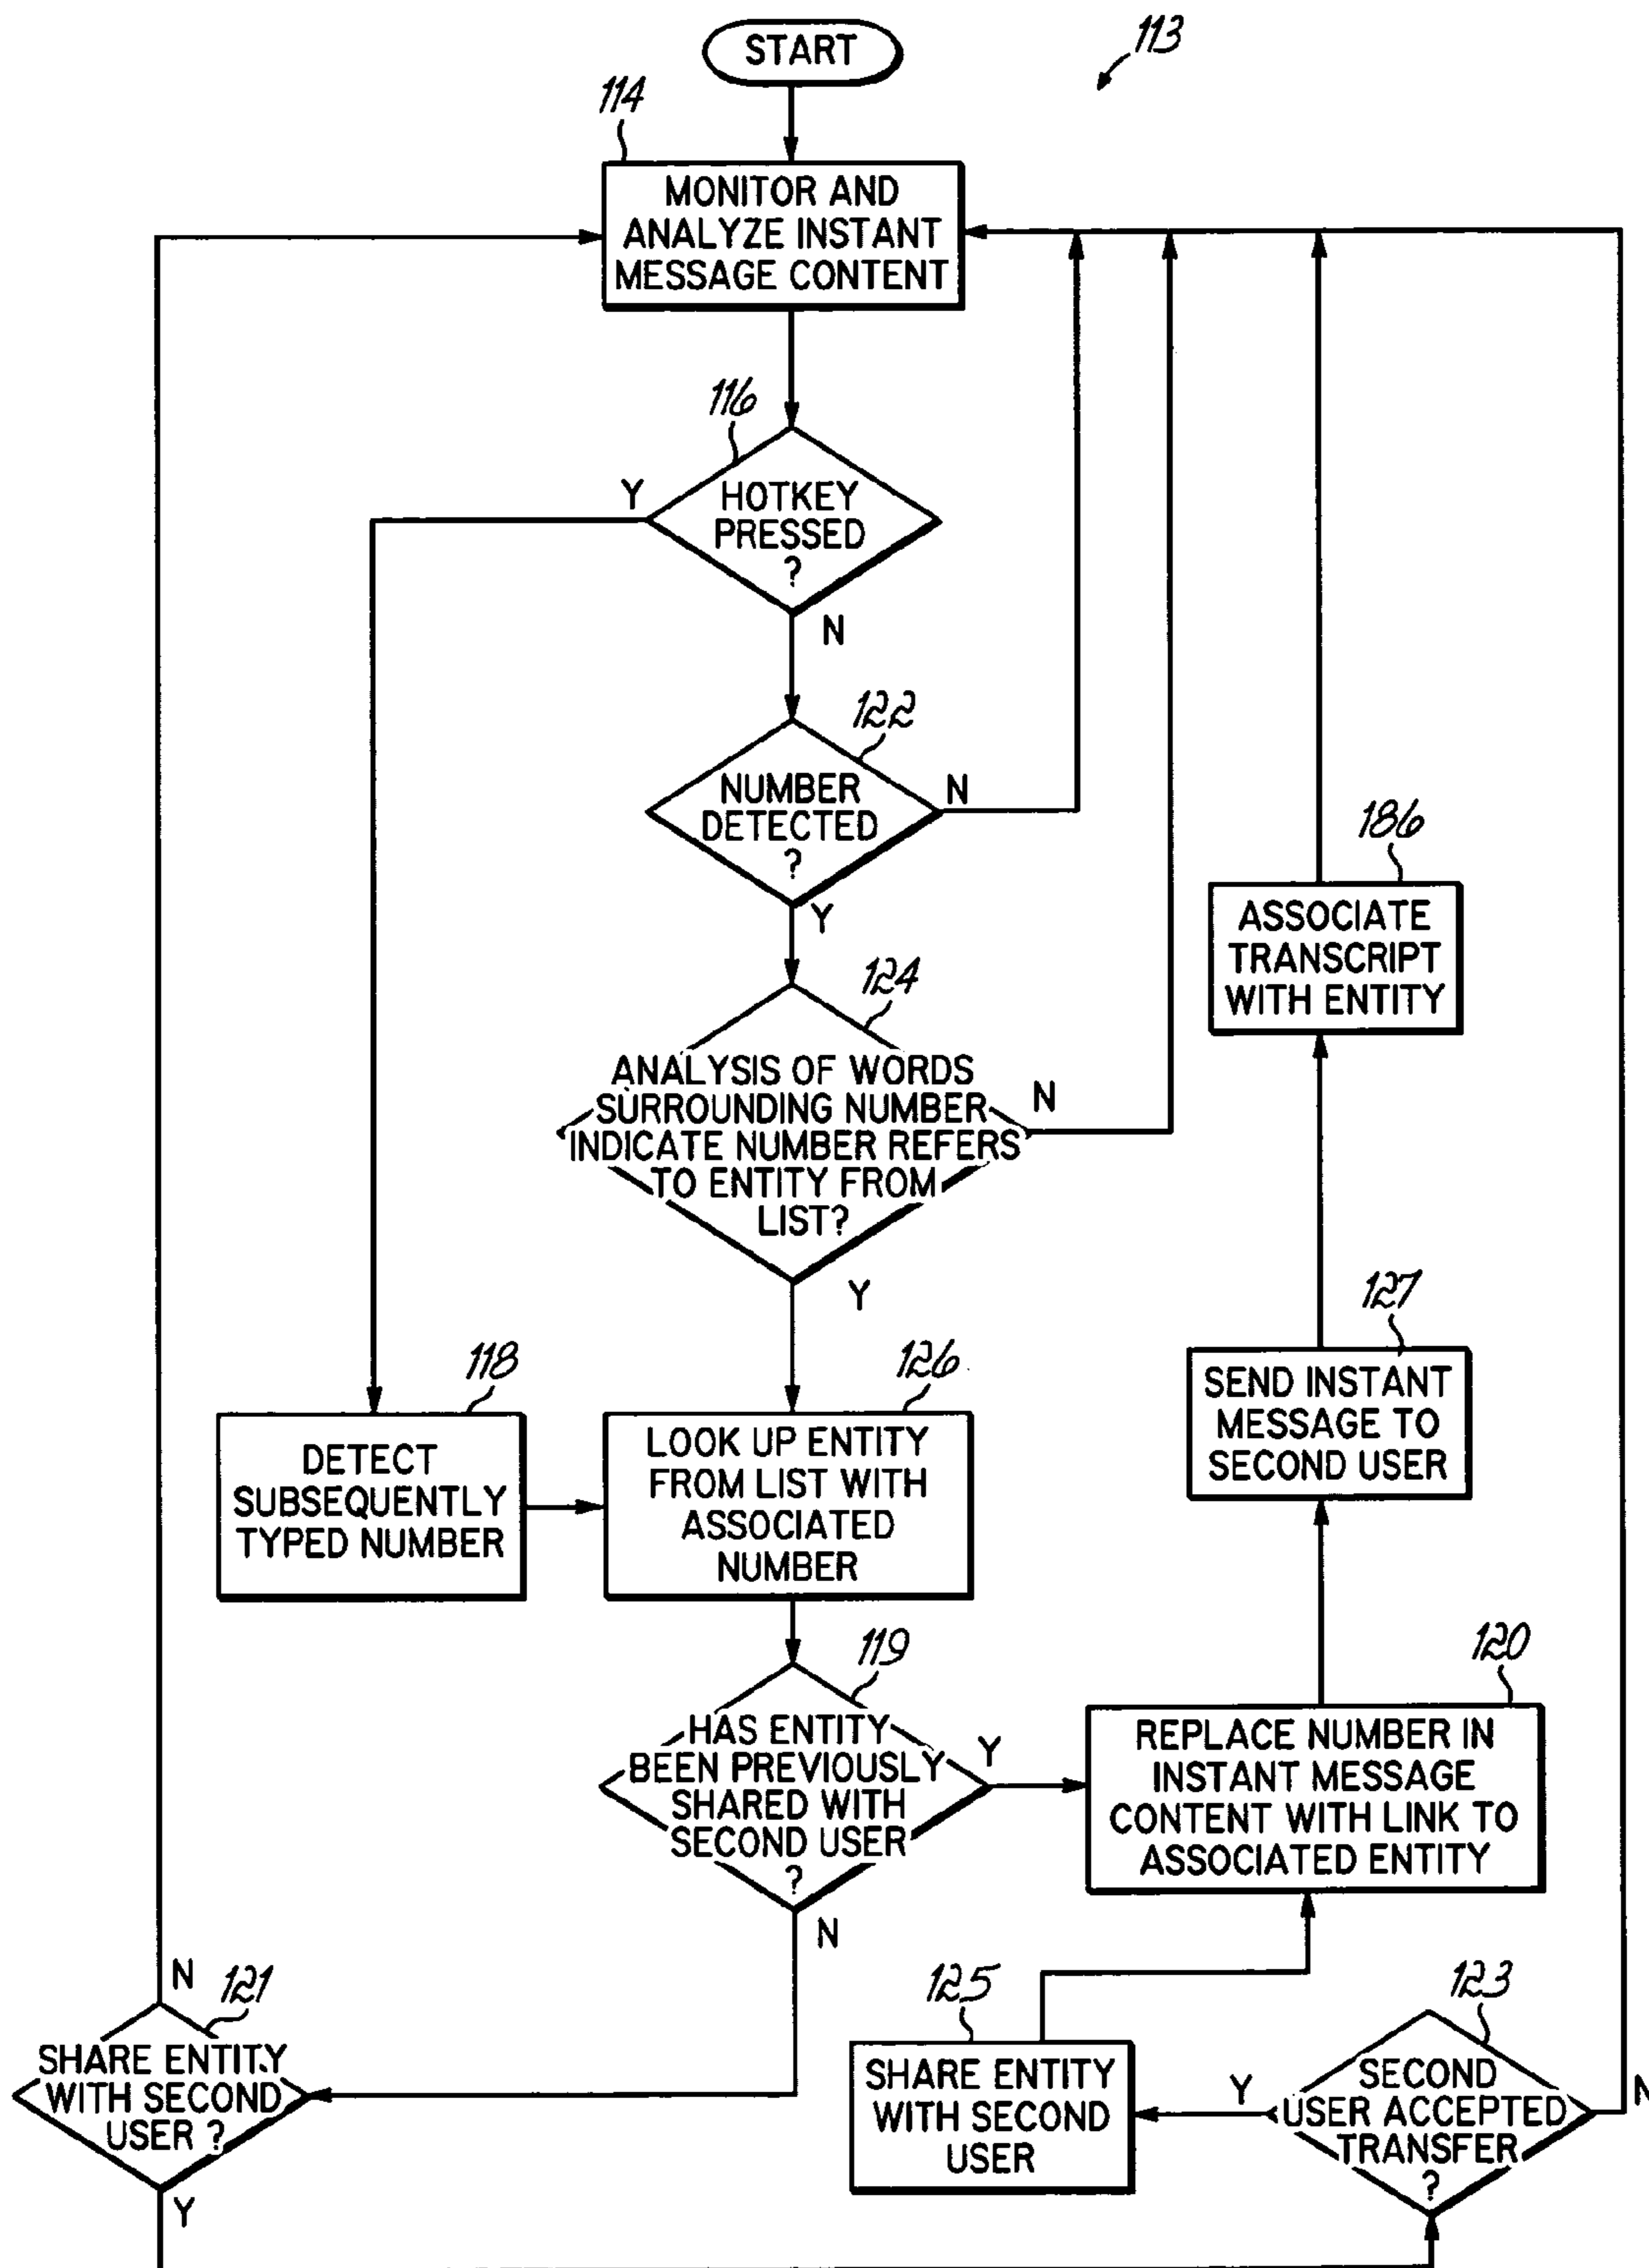 START
113
114
MONITOR AND
ANALYZE INSTANT
MESSAGE CONTENT
116
Y
HOTKEY
PRESSED
?
N
122
NUMBER
DETECTED
?
N
Y
186
ASSOCIATE
TRANSCRIPT
WITH ENTITY
124
ANALYSIS OF WORDS
SURROUNDING NUMBER
INDICATE NUMBER REFERS
TO ENTITY FROM
LIST?
N
Y
127
SEND INSTANT
MESSAGE TO
SECOND USER
118
DETECT
SUBSEQUENTLY
TYPED NUMBER
126
LOOK UP ENTITY
FROM LIST WITH
ASSOCIATED
NUMBER
119
HAS ENTITY
BEEN PREVIOUSLY
SHARED WITH
SECOND USER
?
Y
N
120
REPLACE NUMBER IN
INSTANT MESSAGE
CONTENT WITH LINK TO
ASSOCIATED ENTITY
N
121
SHARE ENTITY
WITH SECOND
USER ?
Y
125
SHARE ENTITY
WITH SECOND
USER
123
Y
SECOND
USER ACCEPTED
TRANSFER
?
N